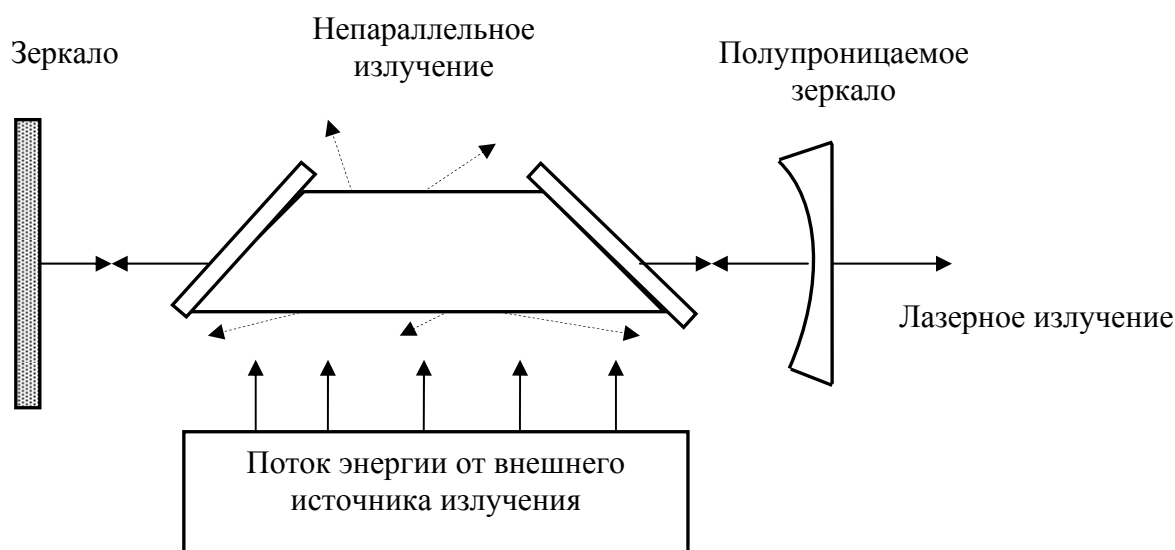 Зеркало
Непараллельное
излучение
Полупроницаемое
зеркало
Лазерное излучение
Поток энергии от внешнего
источника излучения